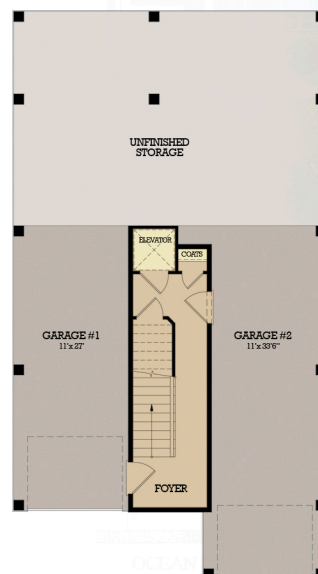 UNFINISHED
STORAGE
ELEVATOR
COATS
GARAGE #1
11'x 27'
GARAGE #2
11'x 33'6"
FOYER
OCEAN